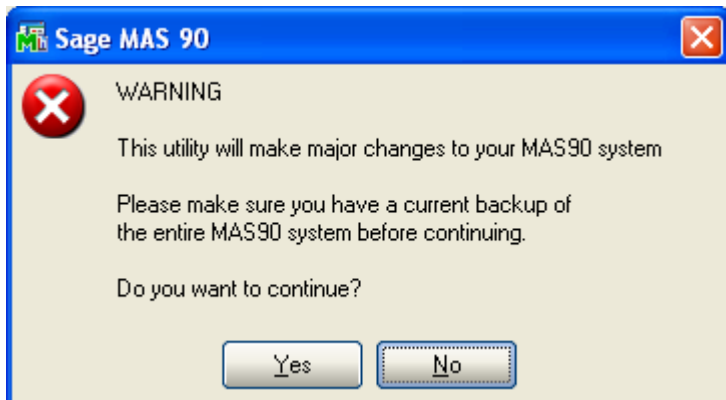 Sage MAS 90
WARNING
This utility will make major changes to your MAS90 system
Please make sure you have a current backup of
the entire MAS90 system before continuing.
Do you want to continue?
Yes No